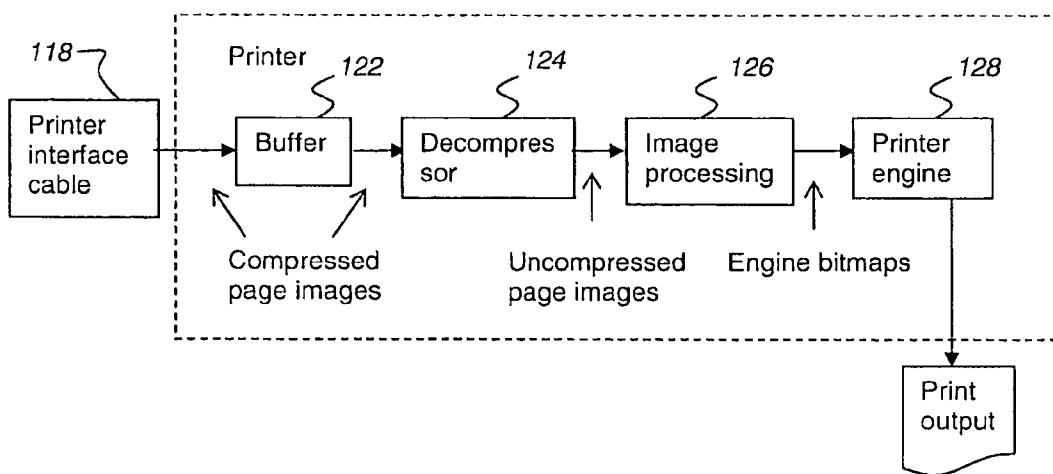 118
Printer
interface
cable
Printer
122
Buffer
124
Decompres
sor
126
Image
processing
128
Printer
engine
Compressed
page images
Uncompressed
page images
Engine bitmaps
Print
output